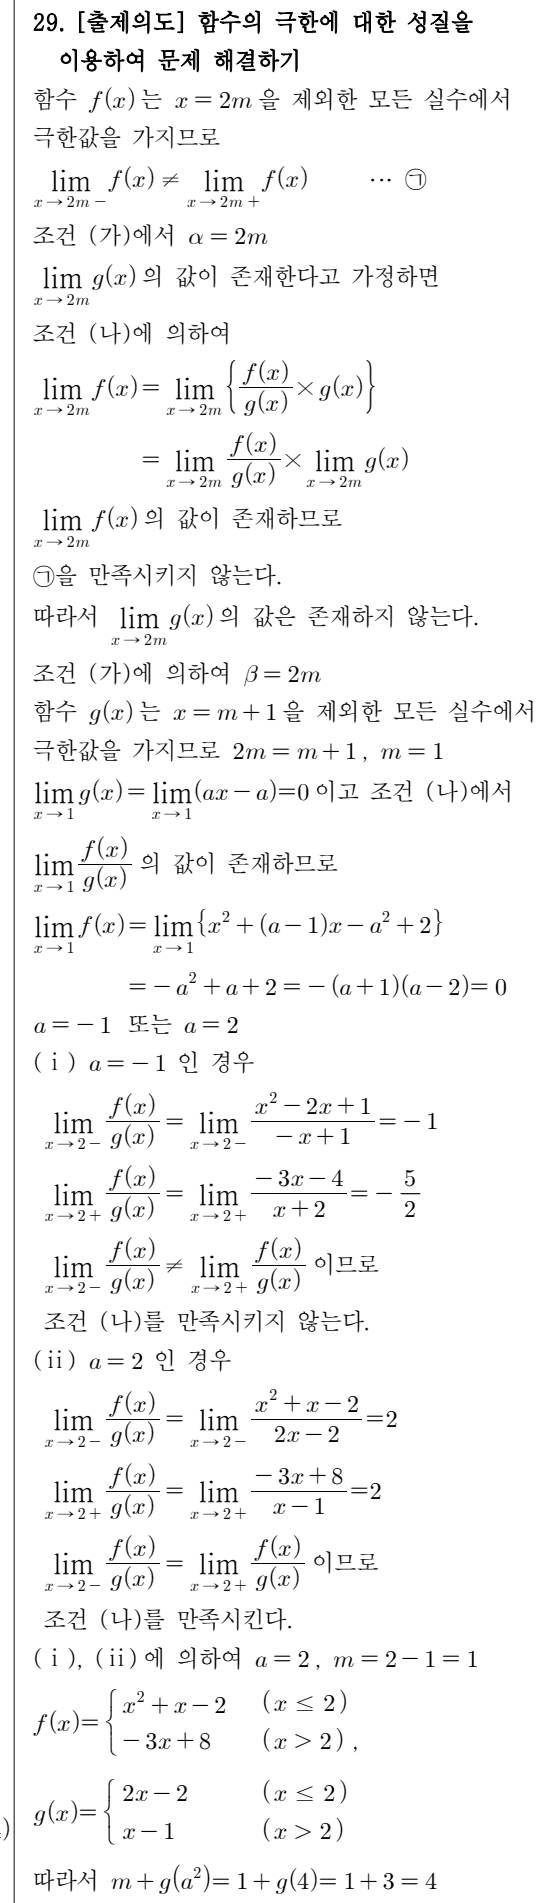 29. [출제의도] 함수의 극한에 대한 성질을
이용하여 문제 해결하기
함수 f(x)는 x=2m을 제외한 모든 실수에서
극한값을 가지므로
lim_{x→2m−} f(x) ≠ lim_{x→2m+} f(x) ⋯ ㉠
조건 (가)에서 α=2m
lim_{x→2m} g(x)의 값이 존재한다고 가정하면
조건 (나)에 의하여
lim_{x→2m} f(x) = lim_{x→2m} {f(x)/g(x) × g(x)}
= lim_{x→2m} f(x)/g(x) × lim_{x→2m} g(x)
lim_{x→2m} f(x)의 값이 존재하므로
㉠을 만족시키지 않는다.
따라서 lim_{x→2m} g(x)의 값은 존재하지 않는다.
조건 (가)에 의하여 β=2m
함수 g(x)는 x=m+1을 제외한 모든 실수에서
극한값을 가지므로 2m=m+1, m=1
lim_{x→1} g(x) = lim_{x→1} (ax−a)=0 이고 조건 (나)에서
lim_{x→1} f(x)/g(x) 의 값이 존재하므로
lim_{x→1} f(x) = lim_{x→1} {x²+(a−1)x−a²+2}
=−a²+a+2=−(a+1)(a−2)=0
a=−1 또는 a=2
(ⅰ) a=−1 인 경우
lim_{x→2−} f(x)/g(x) = lim_{x→2−} (x²−2x+1)/(−x+1) = −1
lim_{x→2+} f(x)/g(x) = lim_{x→2+} (−3x−4)/(x+2) = −5/2
lim_{x→2−} f(x)/g(x) ≠ lim_{x→2+} f(x)/g(x) 이므로
조건 (나)를 만족시키지 않는다.
(ⅱ) a=2 인 경우
lim_{x→2−} f(x)/g(x) = lim_{x→2−} (x²+x−2)/(2x−2) =2
lim_{x→2+} f(x)/g(x) = lim_{x→2+} (−3x+8)/(x−1) =2
lim_{x→2−} f(x)/g(x) = lim_{x→2+} f(x)/g(x) 이므로
조건 (나)를 만족시킨다.
(ⅰ), (ⅱ)에 의하여 a=2, m=2−1=1
f(x)= { x²+x−2 (x ≤ 2)
−3x+8 (x > 2),
g(x)= { 2x−2 (x ≤ 2)
x−1 (x > 2)
따라서 m+g(a²)=1+g(4)=1+3=4